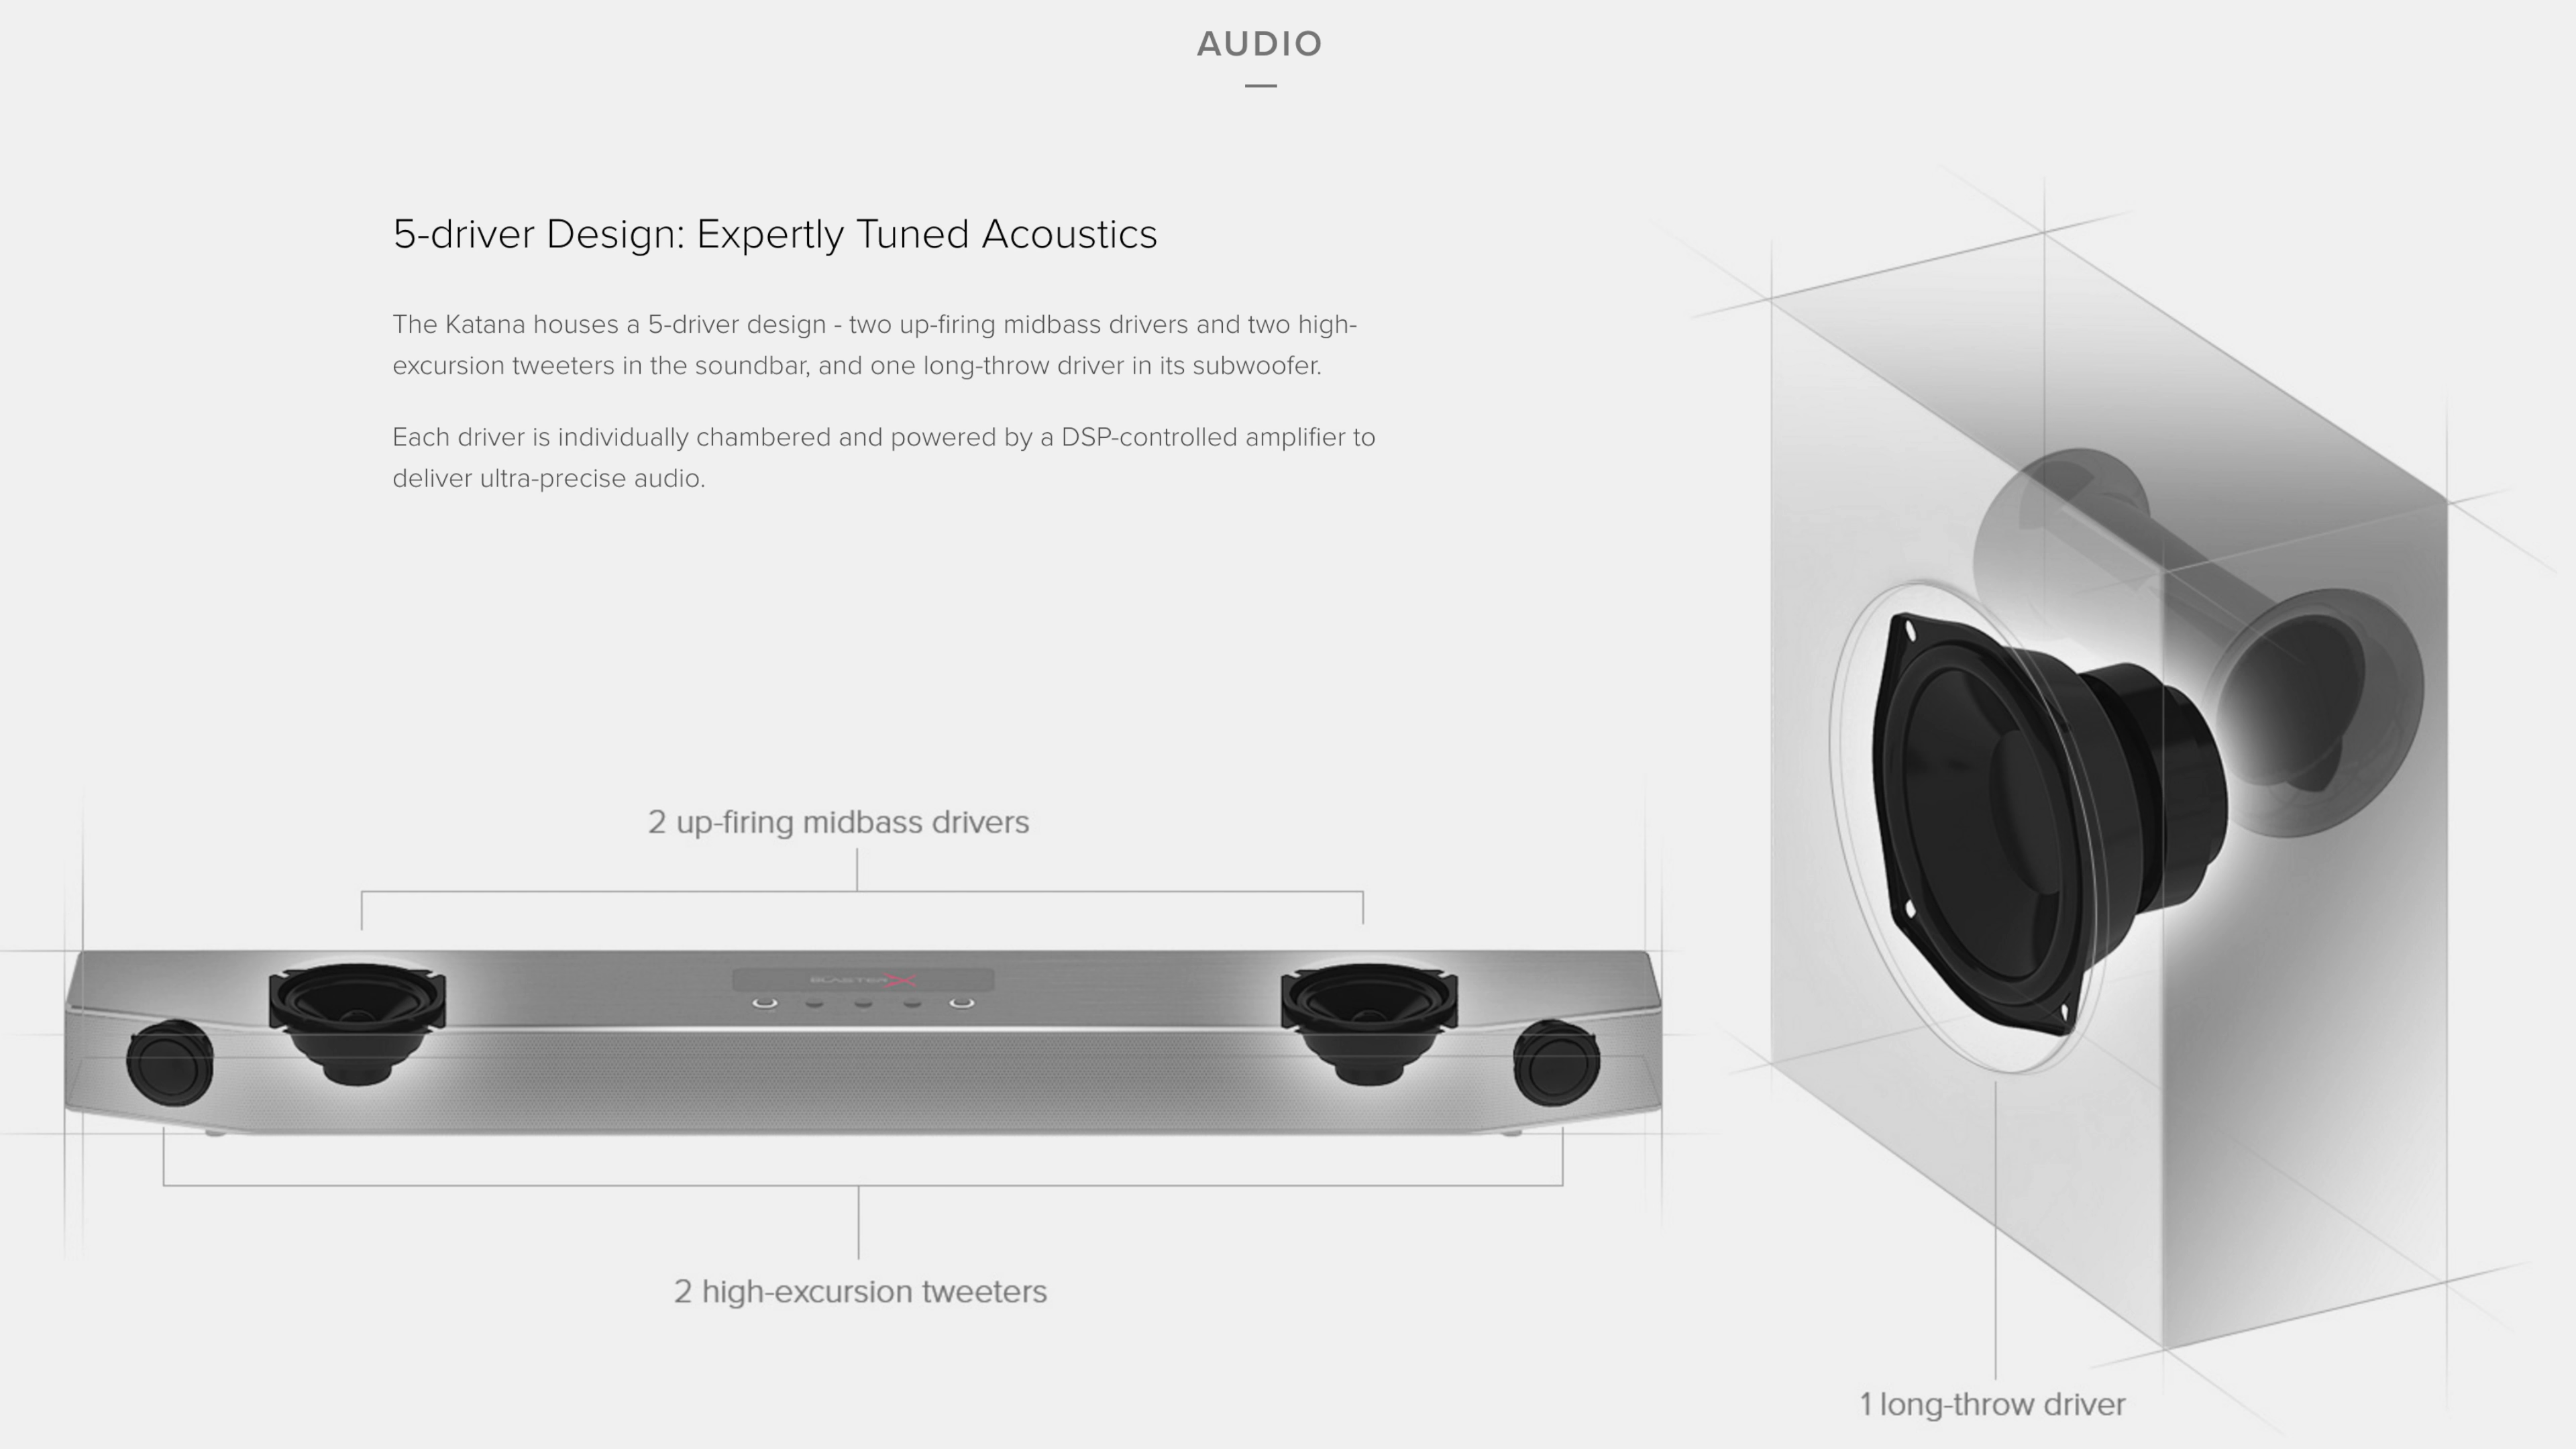 AUDIO
5-driver Design: Expertly Tuned Acoustics
The Katana houses a 5-driver design - two up-firing midbass drivers and two high-
excursion tweeters in the soundbar, and one long-throw driver in its subwoofer.
Each driver is individually chambered and powered by a DSP-controlled amplifier to
deliver ultra-precise audio.
2 up-firing midbass drivers
BLASTERX
2 high-excursion tweeters
1 long-throw driver